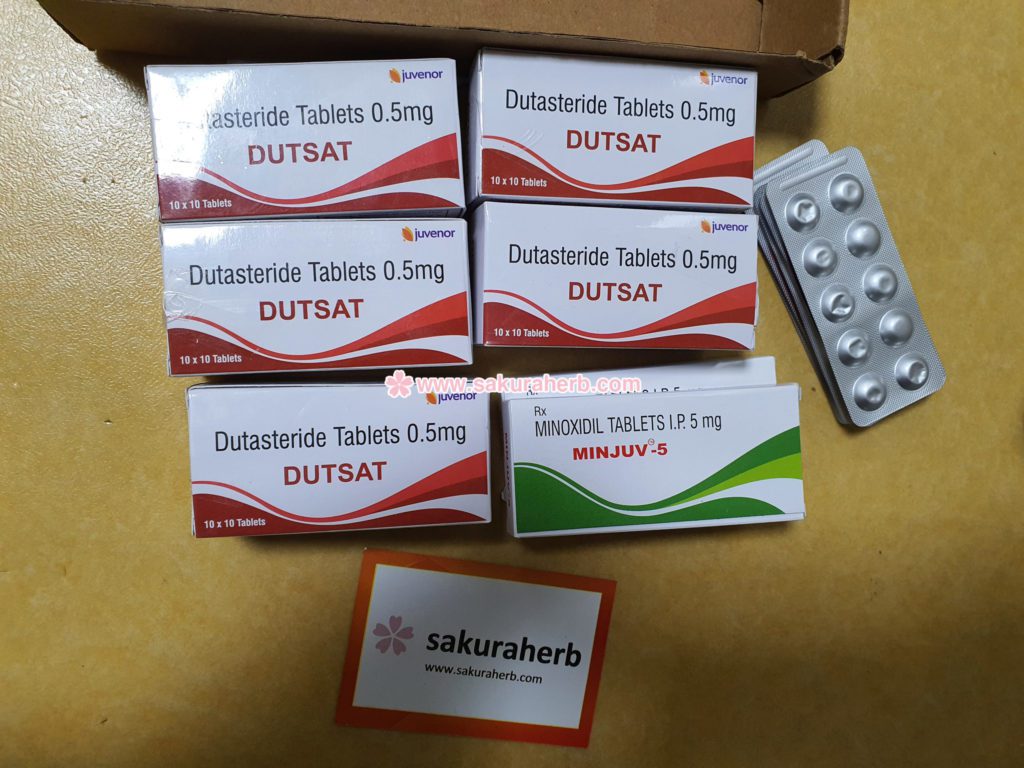 juvenor
Dutasteride Tablets 0.5mg
DUTSAT
10 x 10 Tablets
juvenor
Dutasteride Tablets 0.5mg
DUTSAT
10 x 10 Tablets
juvenor
Dutasteride Tablets 0.5mg
DUTSAT
10 x 10 Tablets
juvenor
Dutasteride Tablets 0.5mg
DUTSAT
10 x 10 Tablets
www.sakuraherb.com
juvenor
Dutasteride Tablets 0.5mg
DUTSAT
10 x 10 Tablets
Rx
MINOXIDIL TABLETS I.P. 5 mg
MINJUV™-5
sakuraherb
www.sakuraherb.com